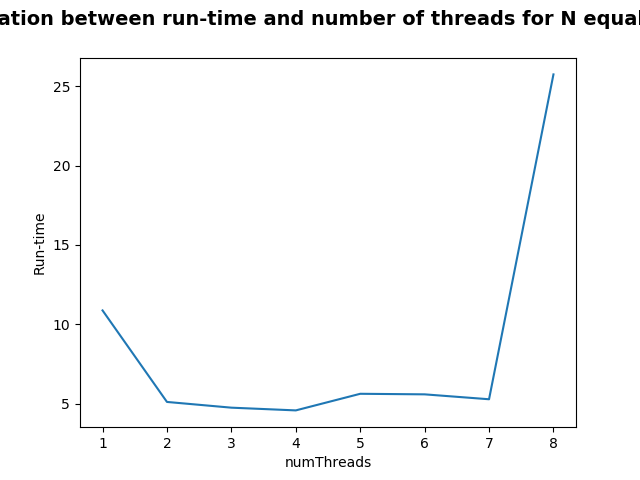 ation between run-time and number of threads for N equal
25
20
15
10
5
Run-time
1 2 3 4 5 6 7 8
numThreads